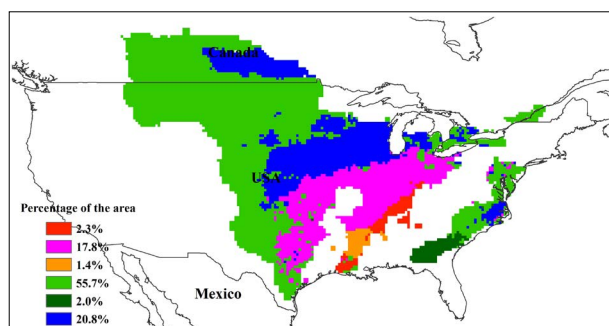 Canada
USA
Percentage of the area
2.3%
17.8%
1.4%
55.7%
2.0%
20.8%
Mexico